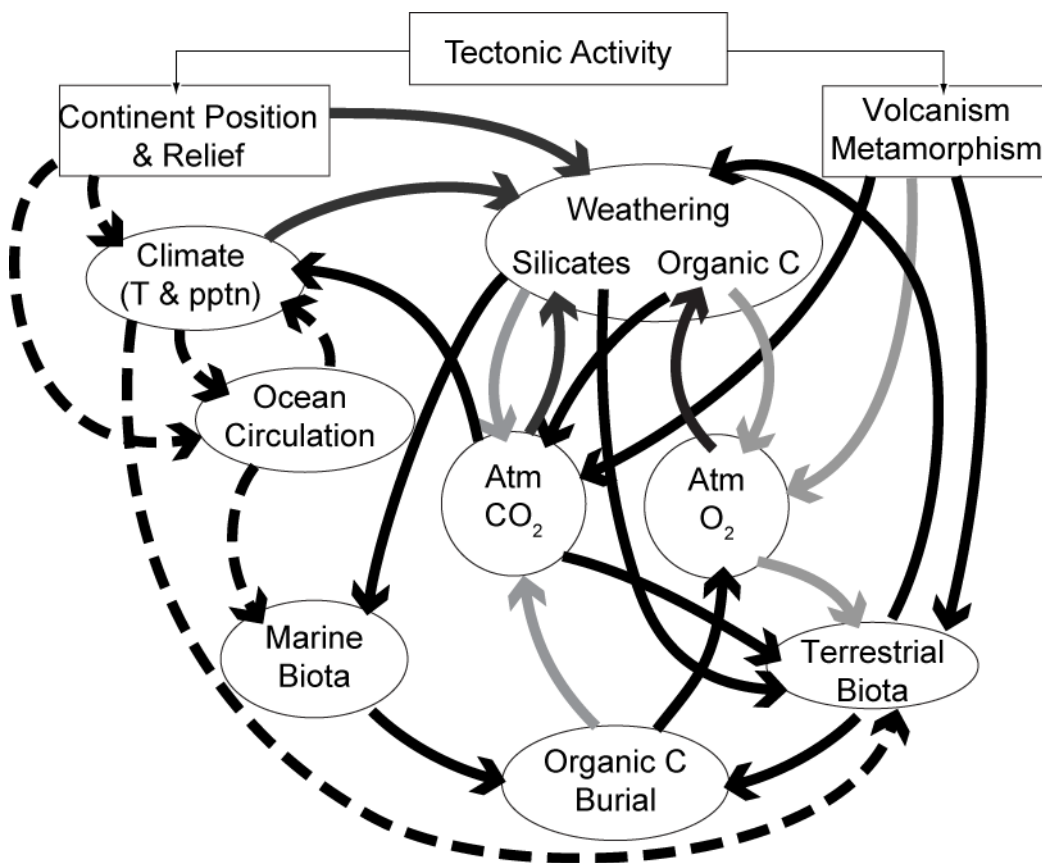 Tectonic Activity
Continent Position
& Relief
Volcanism
Metamorphism
Weathering
Silicates Organic C
Climate
(T & pptn)
Ocean
Circulation
Atm
CO₂
Atm
O₂
Marine
Biota
Terrestrial
Biota
Organic C
Burial